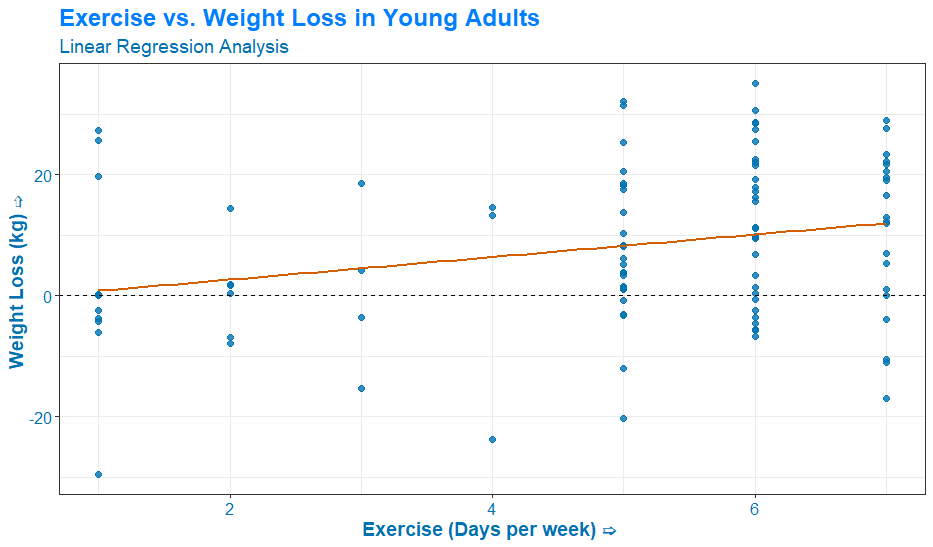 Exercise vs. Weight Loss in Young Adults
Linear Regression Analysis
Weight Loss (kg) ⇨
20
0
-20
2
4
6
Exercise (Days per week) ⇨